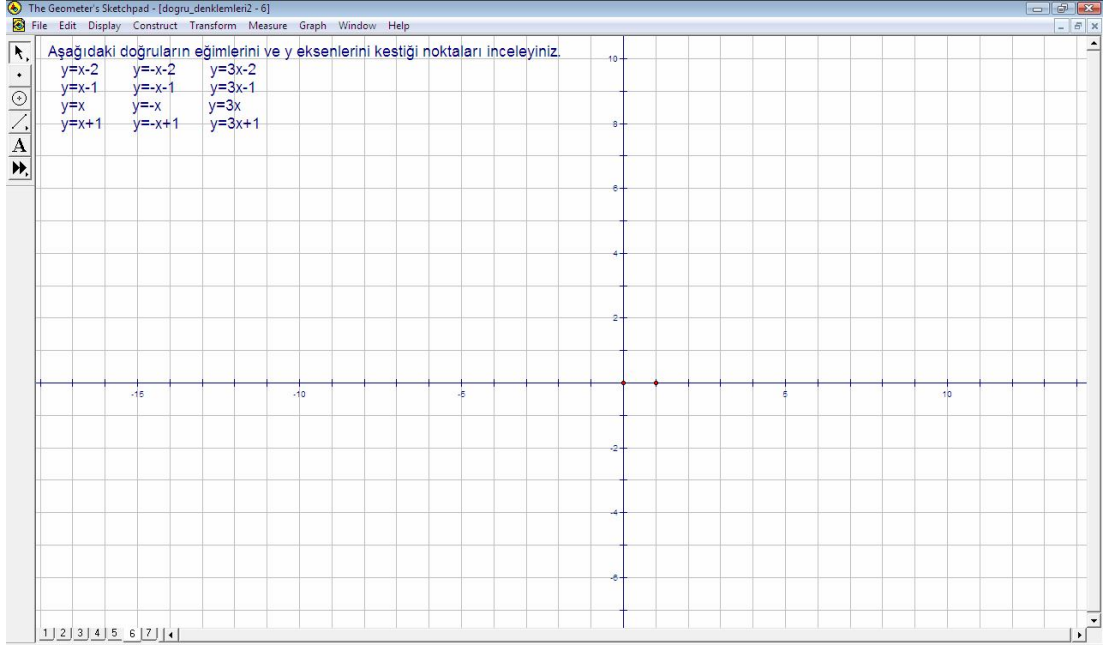 The Geometer's Sketchpad - [dogru_denklemleri2 - 6]
File Edit Display Construct Transform Measure Graph Window Help
Aşağıdaki doğruların eğimlerini ve y eksenlerini kestiği noktaları inceleyiniz.
y=x-2 y=-x-2 y=3x-2
y=x-1 y=-x-1 y=3x-1
y=x y=-x y=3x
y=x+1 y=-x+1 y=3x+1
A
10
8
6
4
2
-15 -10 -5 5 10
-2
-4
-6
1 2 3 4 5 6 7